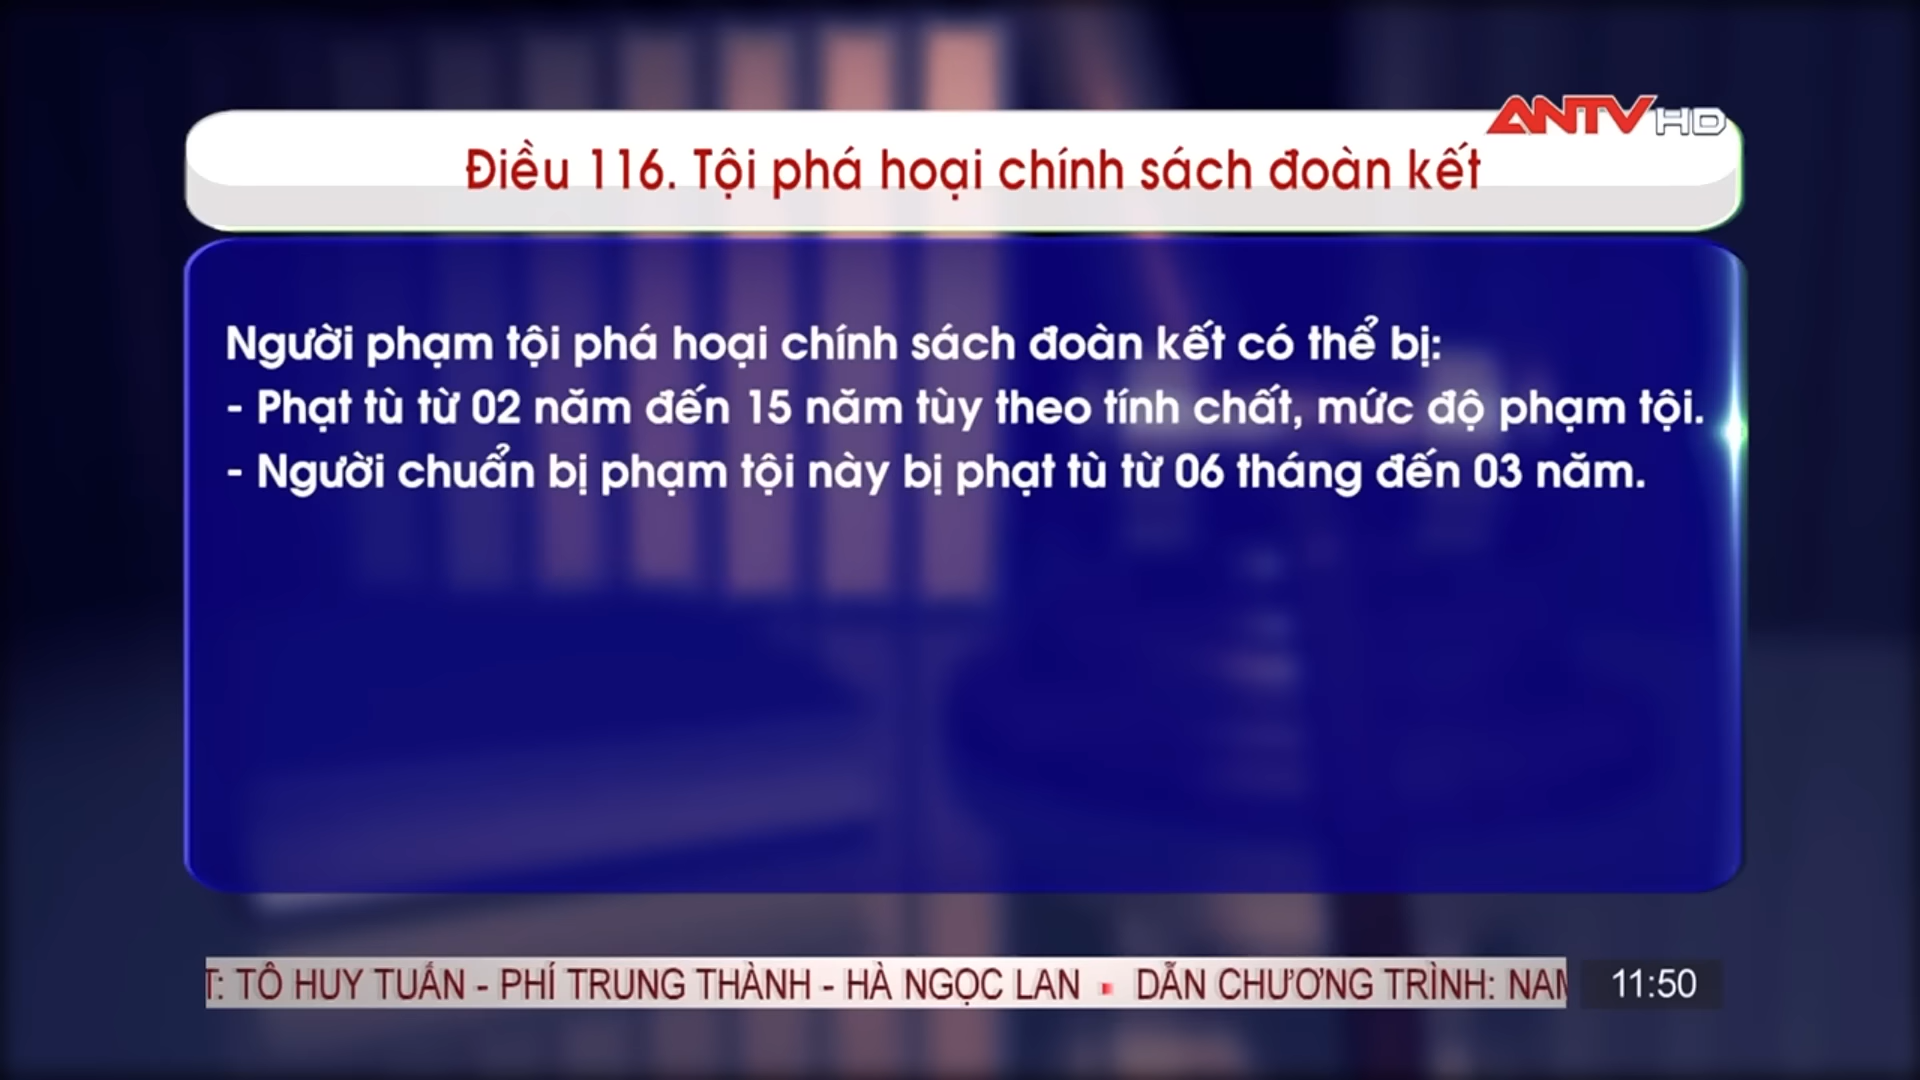 ANTV HD
Điều 116. Tội phá hoại chính sách đoàn kết
Người phạm tội phá hoại chính sách đoàn kết có thể bị:
- Phạt tù từ 02 năm đến 15 năm tùy theo tính chất, mức độ phạm tội.
- Người chuẩn bị phạm tội này bị phạt tù từ 06 tháng đến 03 năm.
T: TÔ HUY TUẤN - PHÍ TRUNG THÀNH - HÀ NGỌC LAN ▪ DẪN CHƯƠNG TRÌNH: NAM
11:50